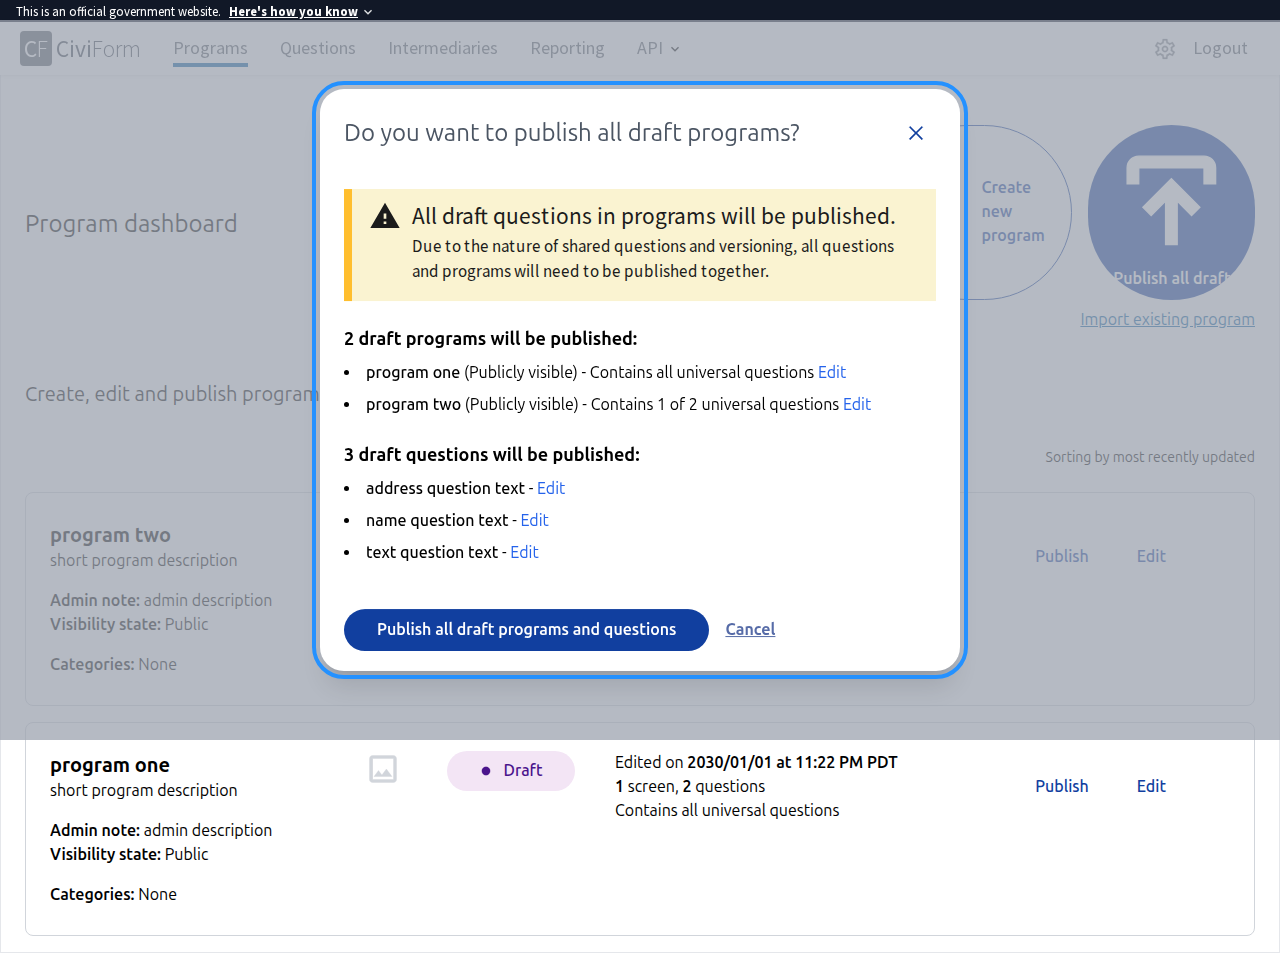 This is an official government website. Here's how you know
CF CiviForm Programs Questions Intermediaries Reporting API Logout
Do you want to publish all draft programs?
Create
new
program
Program dashboard
All draft questions in programs will be published.
Due to the nature of shared questions and versioning, all questions
and programs will need to be published together.
Publish all draft
Import existing program
2 draft programs will be published:
program one (Publicly visible) - Contains all universal questions Edit
Create, edit and publish program
program two (Publicly visible) - Contains 1 of 2 universal questions Edit
3 draft questions will be published:
Sorting by most recently updated
address question text - Edit
name question text - Edit
text question text - Edit
program two
short program description
Publish Edit
Admin note: admin description
Visibility state: Public
Categories: None
Publish all draft programs and questions Cancel
program one
short program description
Admin note: admin description
Visibility state: Public
Categories: None
Draft
Edited on 2030/01/01 at 11:22 PM PDT
1 screen, 2 questions
Contains all universal questions
Publish Edit